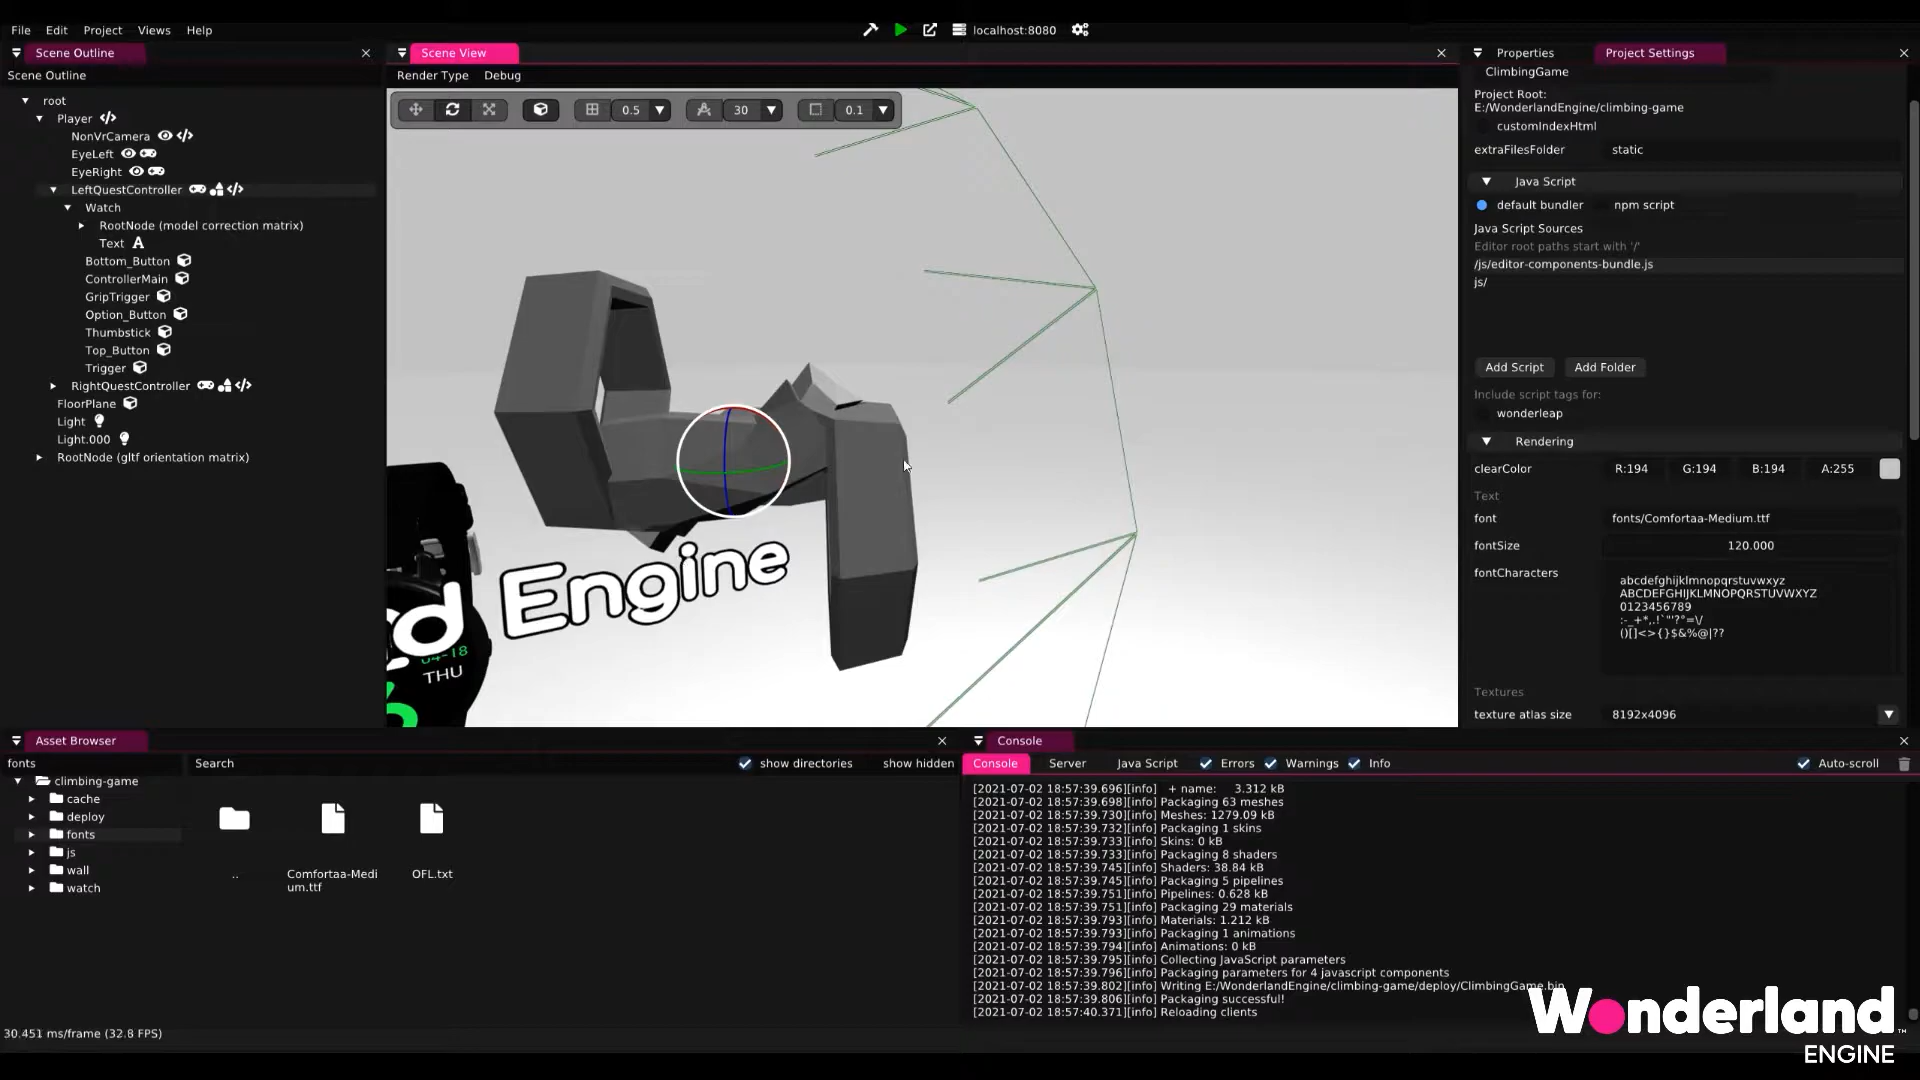 File Edit Project Views Help
localhost:8080
Scene Outline
Scene Outline
root
Player
NonVrCamera
EyeLeft
EyeRight
LeftQuestController
Watch
RootNode (model correction matrix)
Text A
Bottom_Button
ControllerMain
GripTrigger
Option_Button
Thumbstick
Top_Button
Trigger
RightQuestController
FloorPlane
Light
Light.000
RootNode (gltf orientation matrix)
Scene View
Render Type Debug
0.5 30 0.1
d Engine
04-18
THU
Properties Project Settings
ClimbingGame
Project Root:
E:/WonderlandEngine/climbing-game
customIndexHtml
extraFilesFolder static
Java Script
default bundler npm script
Java Script Sources
Editor root paths start with '/'
/js/editor-components-bundle.js
js/
Add Script Add Folder
Include script tags for:
wonderleap
Rendering
clearColor R:194 G:194 B:194 A:255
Text
font fonts/Comfortaa-Medium.ttf
fontSize 120.000
fontCharacters
abcdefghijklmnopqrstuvwxyz
ABCDEFGHIJKLMNOPQRSTUVWXYZ
0123456789
:-_+*,.!`"'?°=\/
()[]<>{}$&%@|??
Textures
texture atlas size 8192x4096
Asset Browser
fonts Search show directories show hidden
climbing-game
cache
deploy
fonts
js
wall
watch
..
Comfortaa-Medi
um.ttf
OFL.txt
Console
Console Server Java Script Errors Warnings Info Auto-scroll
[2021-07-02 18:57:39.696][info] + name: 3.312 kB
[2021-07-02 18:57:39.698][info] Packaging 63 meshes
[2021-07-02 18:57:39.730][info] Meshes: 1279.09 kB
[2021-07-02 18:57:39.732][info] Packaging 1 skins
[2021-07-02 18:57:39.733][info] Skins: 0 kB
[2021-07-02 18:57:39.733][info] Packaging 8 shaders
[2021-07-02 18:57:39.745][info] Shaders: 38.84 kB
[2021-07-02 18:57:39.745][info] Packaging 5 pipelines
[2021-07-02 18:57:39.751][info] Pipelines: 0.628 kB
[2021-07-02 18:57:39.751][info] Packaging 29 materials
[2021-07-02 18:57:39.793][info] Materials: 1.212 kB
[2021-07-02 18:57:39.793][info] Packaging 1 animations
[2021-07-02 18:57:39.794][info] Animations: 0 kB
[2021-07-02 18:57:39.795][info] Collecting JavaScript parameters
[2021-07-02 18:57:39.796][info] Packaging parameters for 4 javascript components
[2021-07-02 18:57:39.802][info] Writing E:/WonderlandEngine/climbing-game/deploy/ClimbingGame.bin
[2021-07-02 18:57:39.806][info] Packaging successful!
[2021-07-02 18:57:40.371][info] Reloading clients
30.451 ms/frame (32.8 FPS)
Wonderland
ENGINE